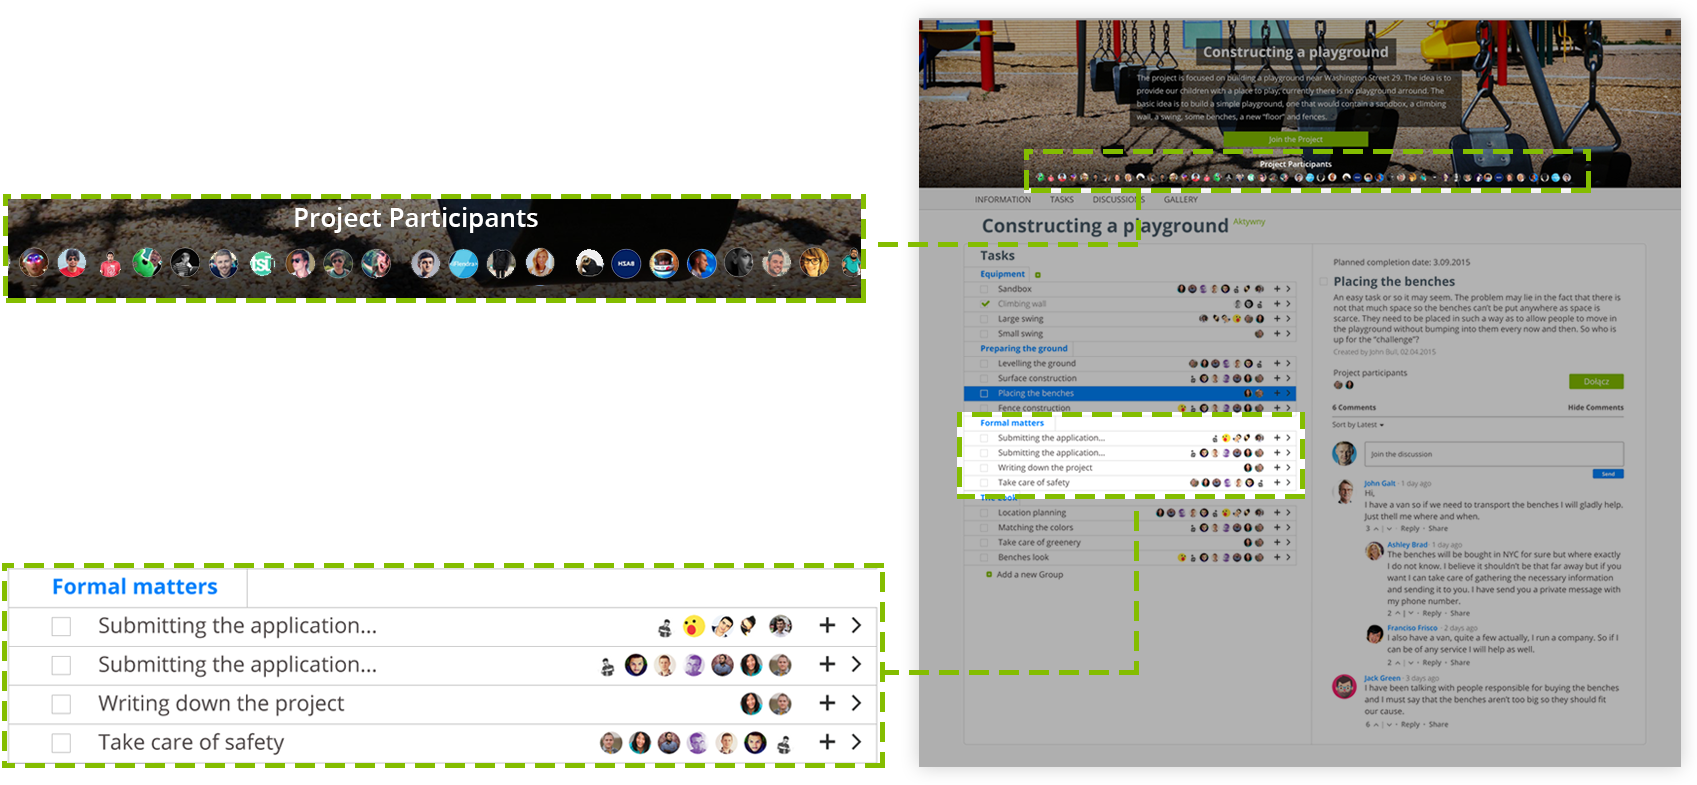 Project Participants
Formal matters
Submitting the application...
Submitting the application...
Writing down the project
Take care of safety
Constructing a playground
The project is focused on building a playground near Washington Street 29. The idea is to
provide our children with a place to play; currently there is no playground arround. The
basic idea is to build a simple playground, one that would contain a sandbox, a climbing
wall, a swing, some benches, a new "floor" and fences.
Join the Project
Project Participants
INFORMATION TASKS DISCUSSIONS GALLERY
Constructing a playground Aktywny
Tasks
Equipment
Sandbox
Climbing wall
Large swing
Small swing
Preparing the ground
Levelling the ground
Surface construction
Placing the benches
Fence construction
Formal matters
Submitting the application...
Submitting the application...
Writing down the project
Take care of safety
The Look
Location planning
Matching the colors
Take care of greenery
Benches look
Add a new Group
Planned completion date: 3.09.2015
Placing the benches
An easy task or so it may seem. The problem may lie in the fact that there is
not that much space so the benches can't be put anywhere as space is
scarce. They need to be placed in such a way as to allow people to move in
the playground without bumping into them every now and then. So who is
up for the "challenge"?
Created by John Bull, 02.04.2015
Project participants
Dołącz
6 Comments Hide Comments
Sort by Latest
Join the discussion
Send
John Galt · 1 day ago
Hi,
I have a van so if we need to transport the benches I will gladly help.
Just thell me where and when.
3 Reply · Share
Ashley Brad · 1 day ago
The benches will be bought in NYC for sure but where exactly
I do not know. I believe it shouldn't be that far away but if you
want I can take care of gathering the necessary information
and sending it to you. I have send you a private message with
my phone number.
2 Reply · Share
Franciso Frisco · 2 days ago
I also have a van, quite a few actually, I run a company. So if I
can be of any service I will help as well.
2 Reply · Share
Jack Green · 3 days ago
I have been talking with people responsible for buying the benches
and I must say that the benches aren't too big so they should fit
our cause.
6 Reply · Share